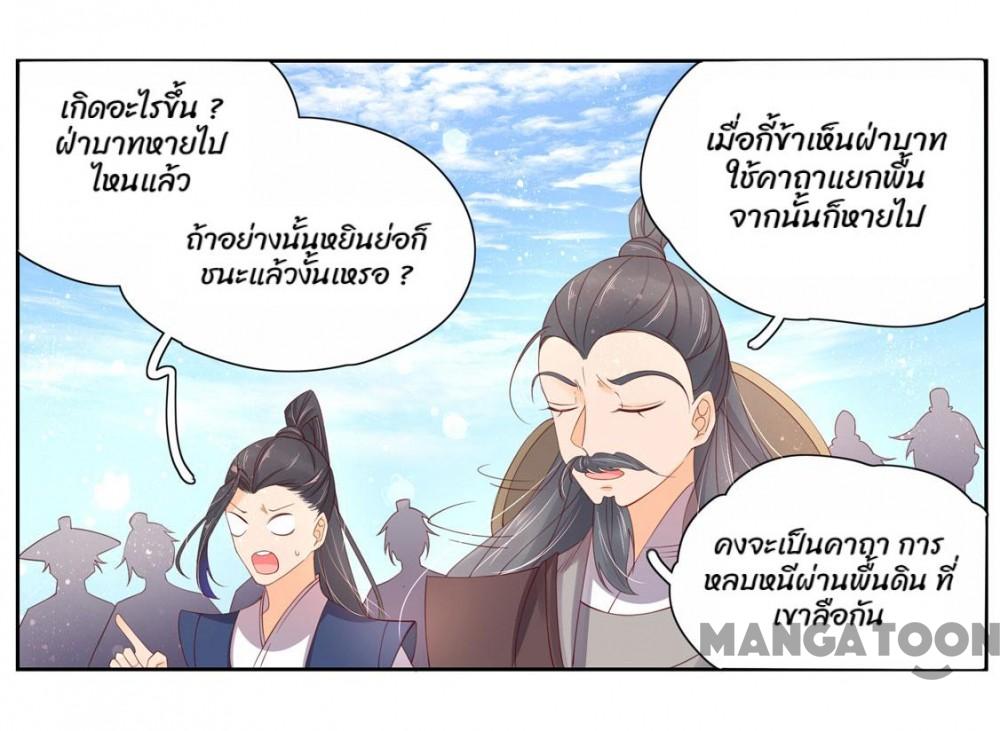 เกิดอะไรขึ้น ?
ฝ่าบาทหายไป
ไหนแล้ว
ถ้าอย่างนั้นหยินย่อก็
ชนะแล้วงั้นเหรอ ?
เมื่อกี้ข้าเห็นฝ่าบาท
ใช้คาถาแยกพื้น
จากนั้นก็หายไป
คงจะเป็นคาถา การ
หลบหนีผ่านพื้นดิน ที่
เขาลือกัน
MANGATOON